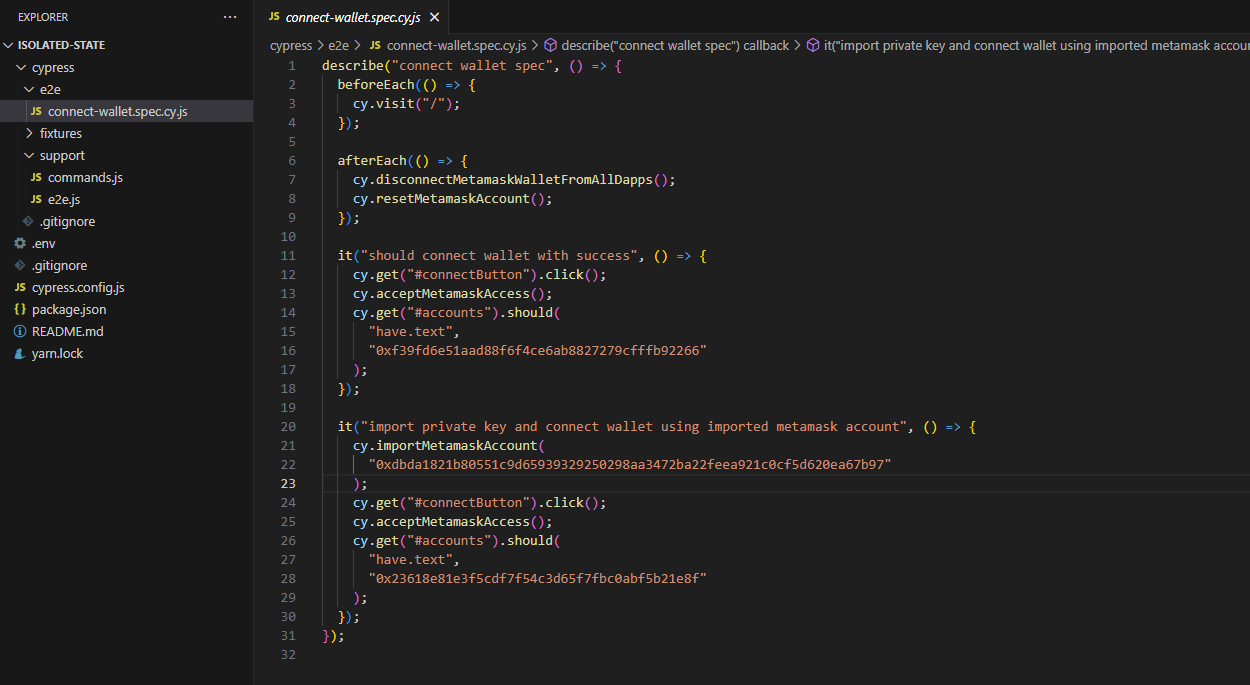 EXPLORER
ISOLATED-STATE
cypress
e2e
JS connect-wallet.spec.cy.js
fixtures
support
JS commands.js
JS e2e.js
.gitignore
.env
.gitignore
JS cypress.config.js
{} package.json
README.md
yarn.lock
JS connect-wallet.spec.cy.js
cypress > e2e > JS connect-wallet.spec.cy.js > describe("connect wallet spec") callback > it("import private key and connect wallet using imported metamask accou
1 describe("connect wallet spec", () => {
2 beforeEach(() => {
3 cy.visit("/");
4 });
5
6 afterEach(() => {
7 cy.disconnectMetamaskWalletFromAllDapps();
8 cy.resetMetamaskAccount();
9 });
10
11 it("should connect wallet with success", () => {
12 cy.get("#connectButton").click();
13 cy.acceptMetamaskAccess();
14 cy.get("#accounts").should(
15 "have.text",
16 "0xf39fd6e51aad88f6f4ce6ab8827279cfffb92266"
17 );
18 });
19
20 it("import private key and connect wallet using imported metamask account", () => {
21 cy.importMetamaskAccount(
22 "0xdbda1821b80551c9d65939329250298aa3472ba22feea921c0cf5d620ea67b97"
23 );
24 cy.get("#connectButton").click();
25 cy.acceptMetamaskAccess();
26 cy.get("#accounts").should(
27 "have.text",
28 "0x23618e81e3f5cdf7f54c3d65f7fbc0abf5b21e8f"
29 );
30 });
31 });
32